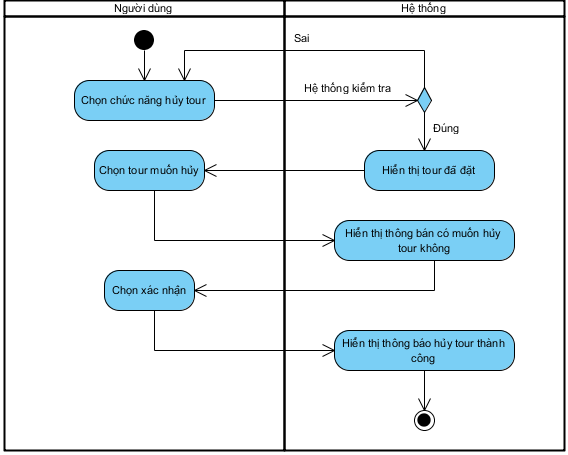 Người dùng
Hệ thống
Sai
Chọn chức năng hủy tour
Hệ thống kiểm tra
Đúng
Chọn tour muốn hủy
Hiển thị tour đã đặt
Hiển thị thông bán có muốn hủy
tour không
Chọn xác nhận
Hiển thị thông báo hủy tour thành
công